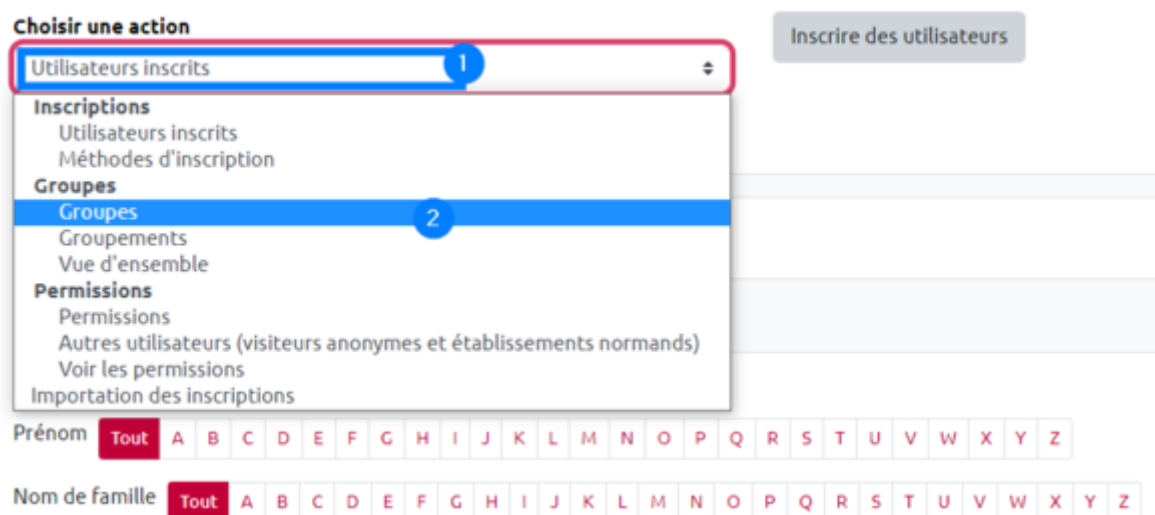 Choisir une action
Inscrire des utilisateurs
Utilisateurs inscrits 1
Inscriptions
Utilisateurs inscrits
Méthodes d'inscription
Groupes
Groupes 2
Groupements
Vue d'ensemble
Permissions
Permissions
Autres utilisateurs (visiteurs anonymes et établissements normands)
Voir les permissions
Importation des inscriptions
Prénom Tout A B C D E F G H I J K L M N O P Q R S T U V W X Y Z
Nom de famille Tout A B C D E F G H I J K L M N O P Q R S T U V W X Y Z